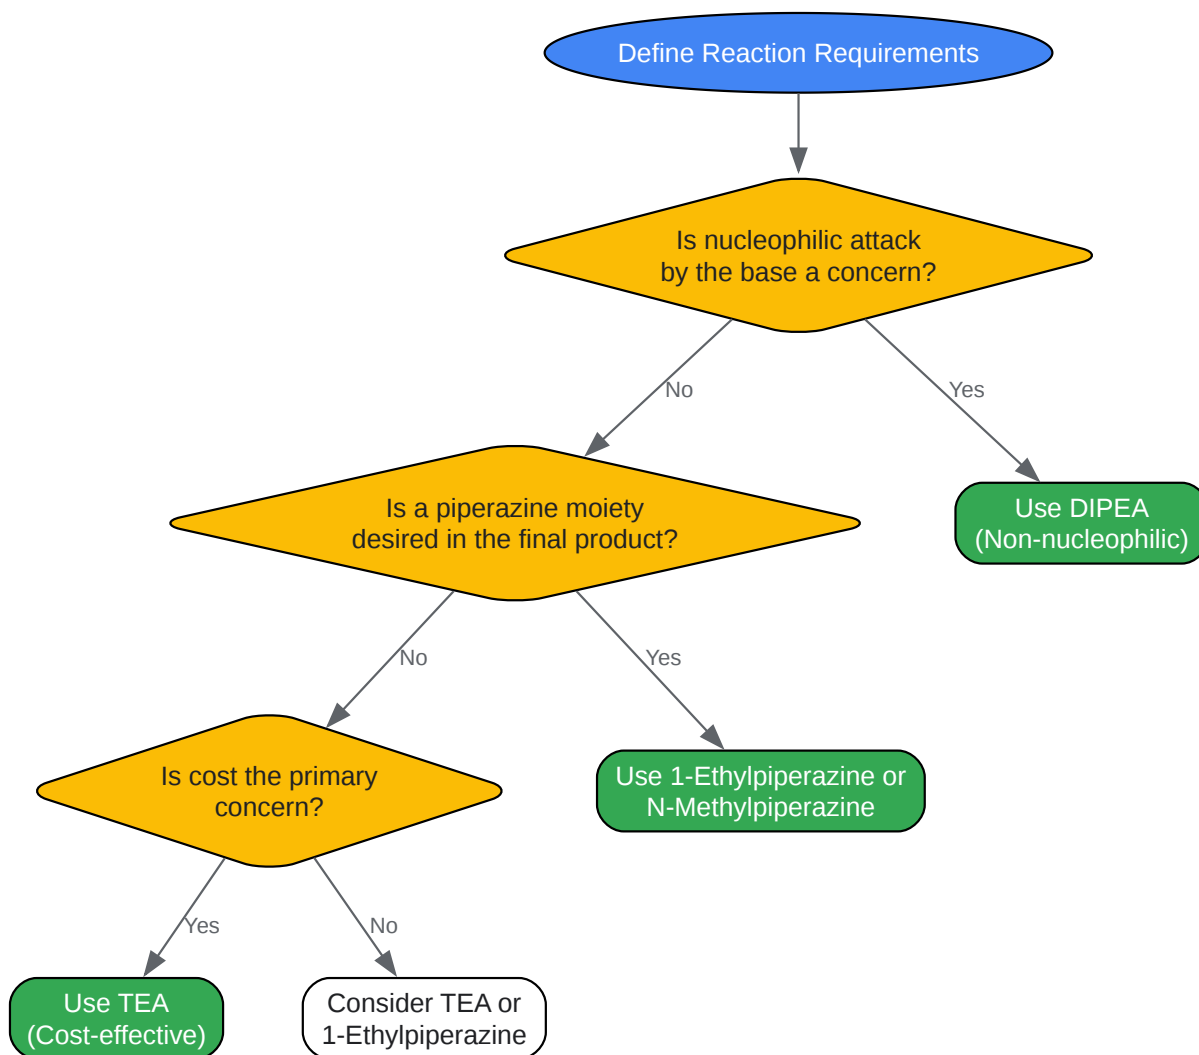 Define Reaction Requirements
Is nucleophilic attack
by the base a concern?
No
Yes
Is a piperazine moiety
desired in the final product?
Use DIPEA
(Non-nucleophilic)
No
Yes
Is cost the primary
concern?
Use 1-Ethylpiperazine or
N-Methylpiperazine
Yes
No
Use TEA
(Cost-effective)
Consider TEA or
1-Ethylpiperazine